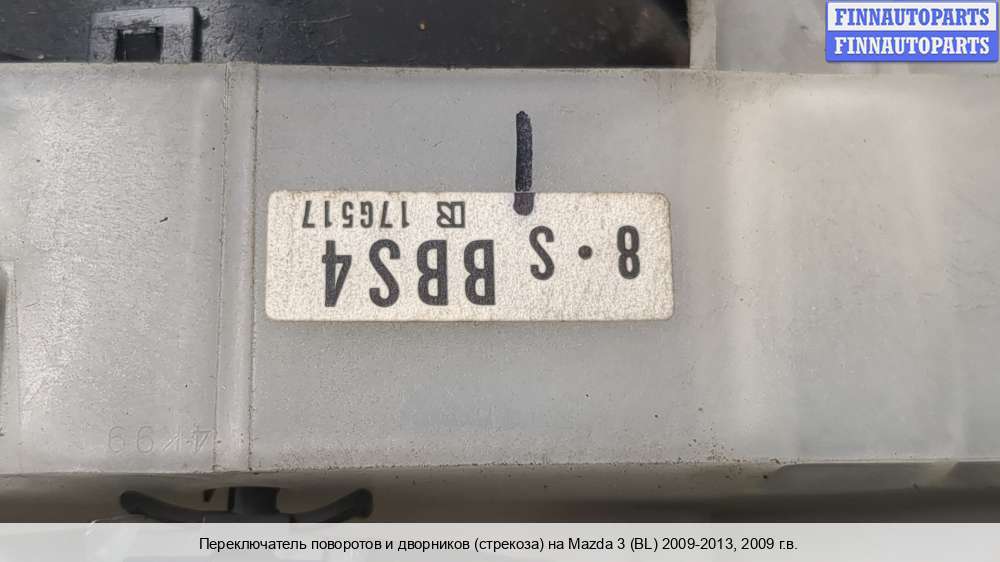 FINNAUTOPARTS
FINNAUTOPARTS
8·S BBS4
17G517
Переключатель поворотов и дворников (стрекоза) на Mazda 3 (BL) 2009-2013, 2009 г.в.